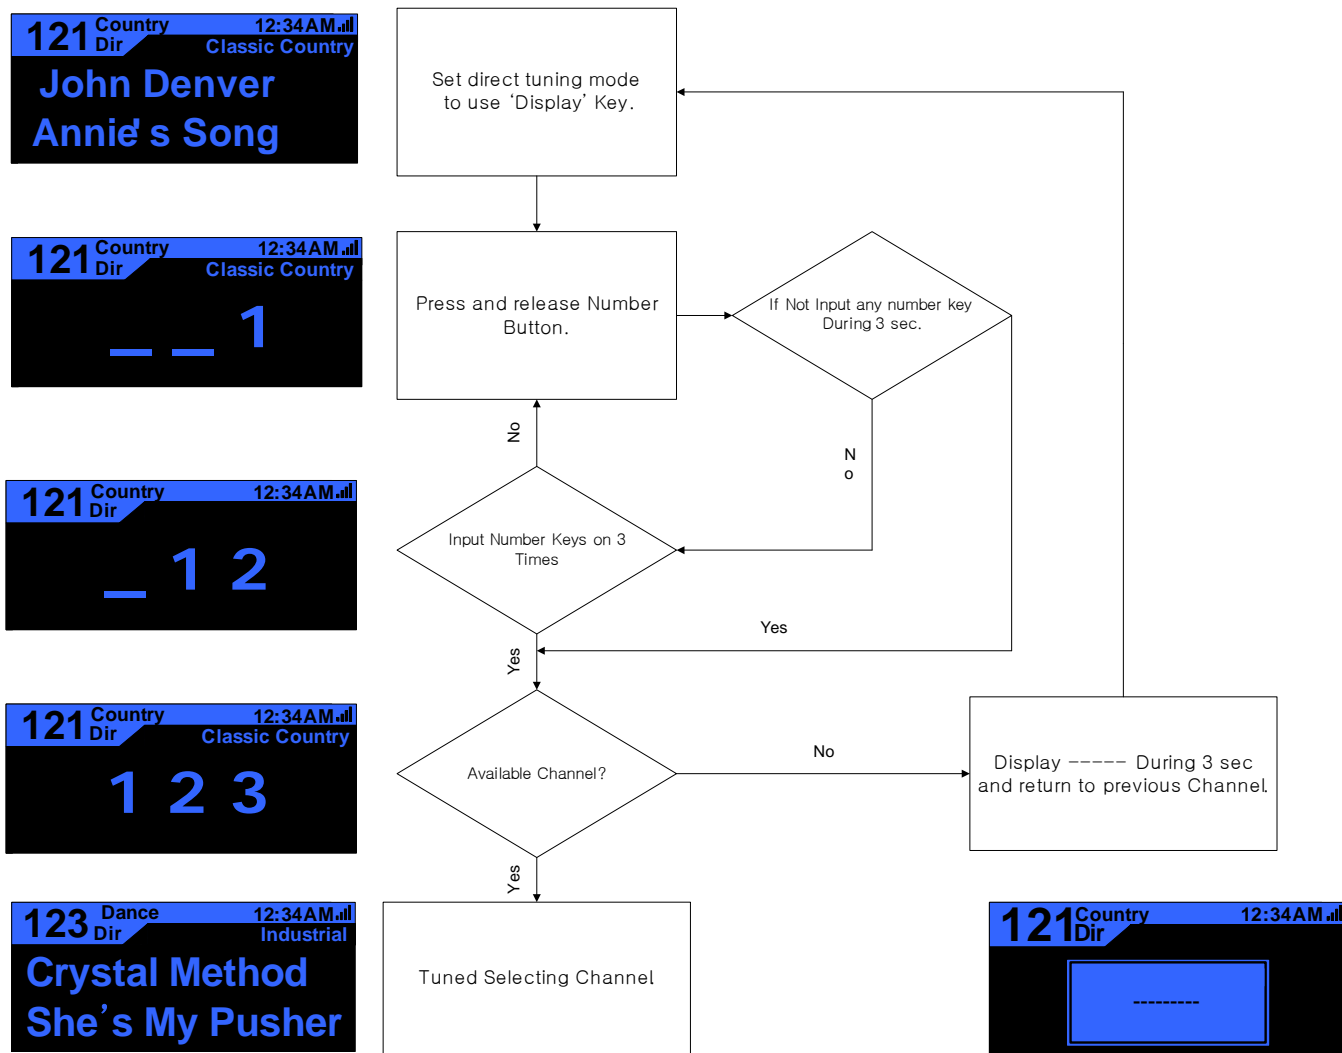 121 Country 12:34AM
Dir Classic Country
John Denver
Annie's Song
Set direct tuning mode
to use ‘Display’ Key.
121 Country 12:34AM
Dir Classic Country
_ _ 1
Press and release Number
Button.
If Not Input any number key
During 3 sec.
No
No
121 Country 12:34AM
Dir
_ 1 2
Input Number Keys on 3
Times
Yes
Yes
121 Country 12:34AM
Dir Classic Country
1 2 3
Available Channel?
No
Display ----- During 3 sec
and return to previous Channel.
Yes
123 Dance 12:34AM
Dir Industrial
Crystal Method
She’s My Pusher
Tuned Selecting Channel.
121 Country 12:34AM
Dir
---------